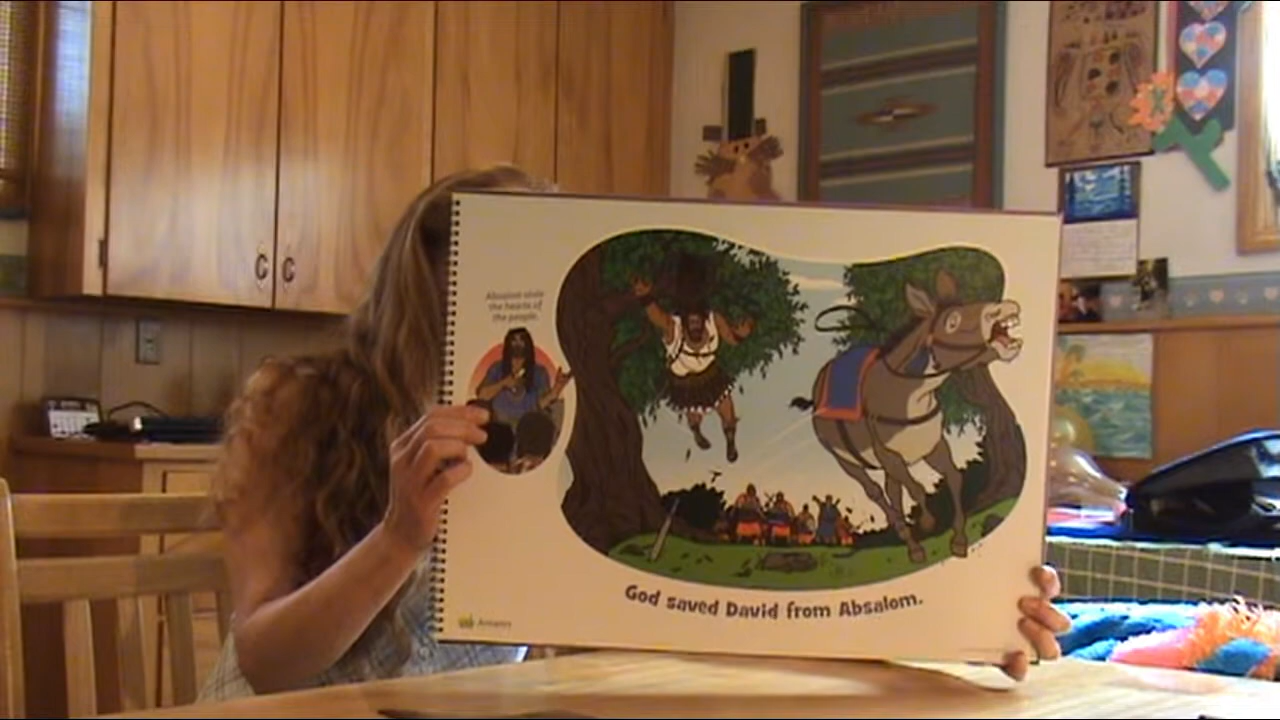 Absalom stole
the hearts of
the people.
God saved David from Absalom.